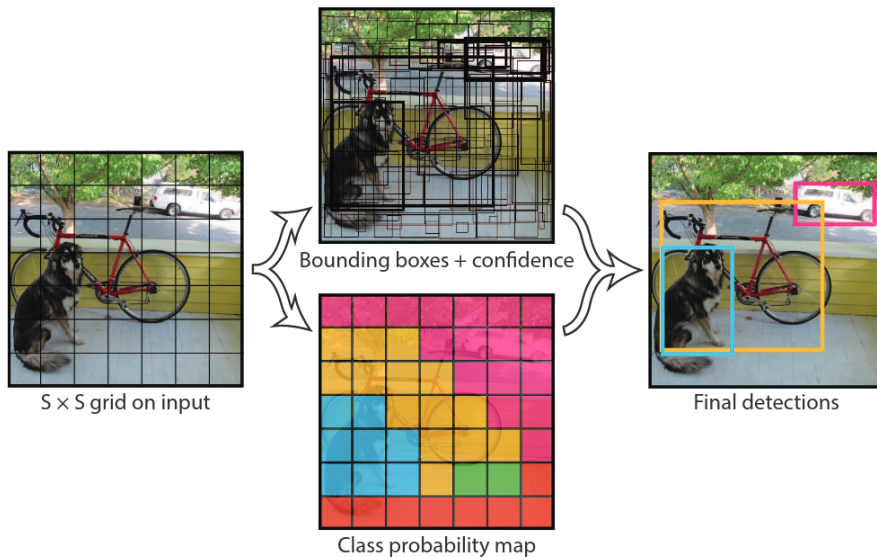 S × S grid on input
Bounding boxes + confidence
Class probability map
Final detections